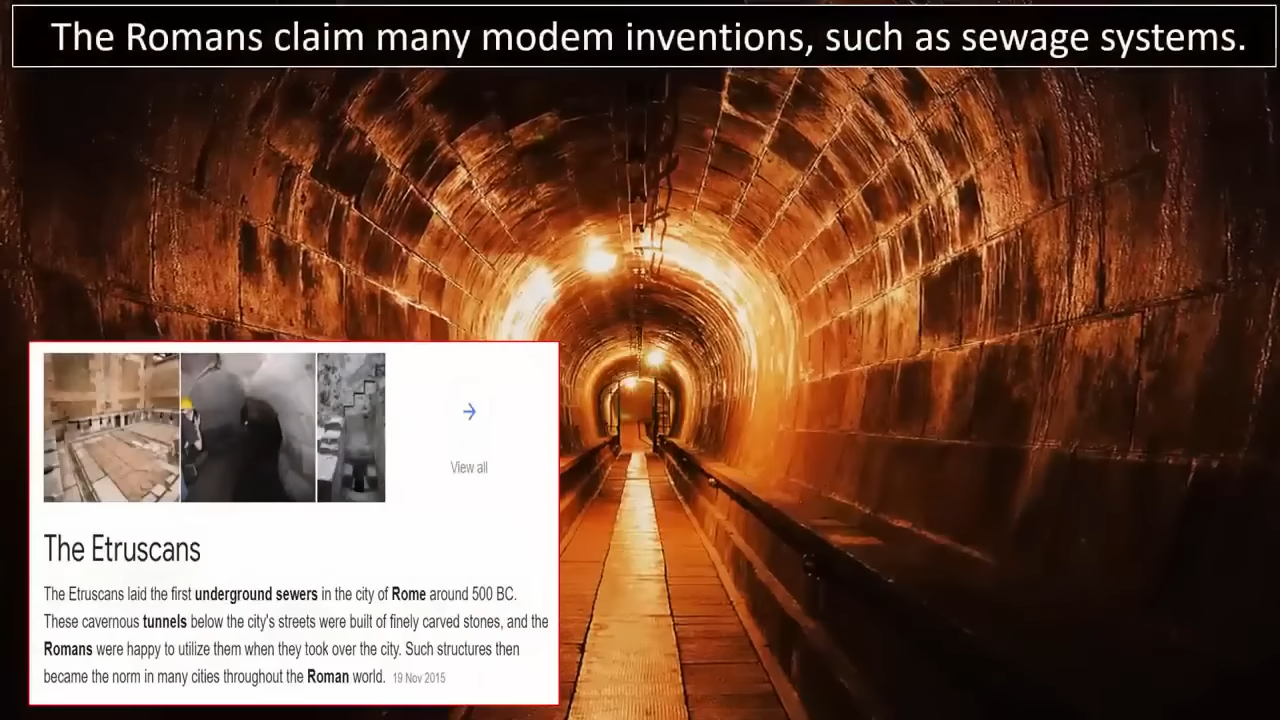 The Romans claim many modem inventions, such as sewage systems.
View all
The Etruscans
The Etruscans laid the first underground sewers in the city of Rome around 500 BC.
These cavernous tunnels below the city's streets were built of finely carved stones, and the
Romans were happy to utilize them when they took over the city. Such structures then
became the norm in many cities throughout the Roman world. 19 Nov 2015